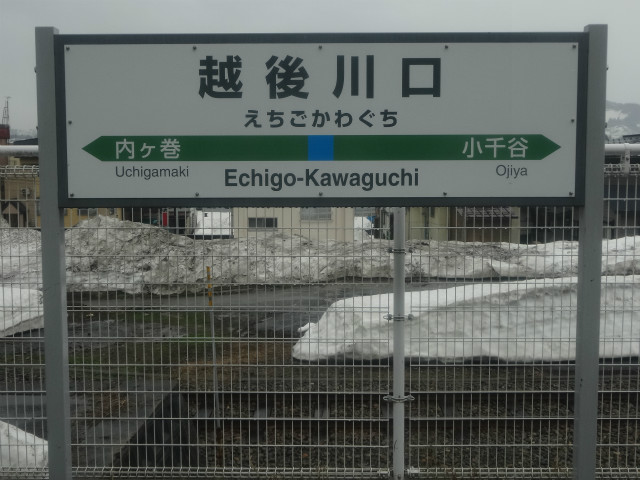 越後川口
えちごかわぐち
内ヶ巻 小千谷
Uchigamaki Ojiya
Echigo-Kawaguchi